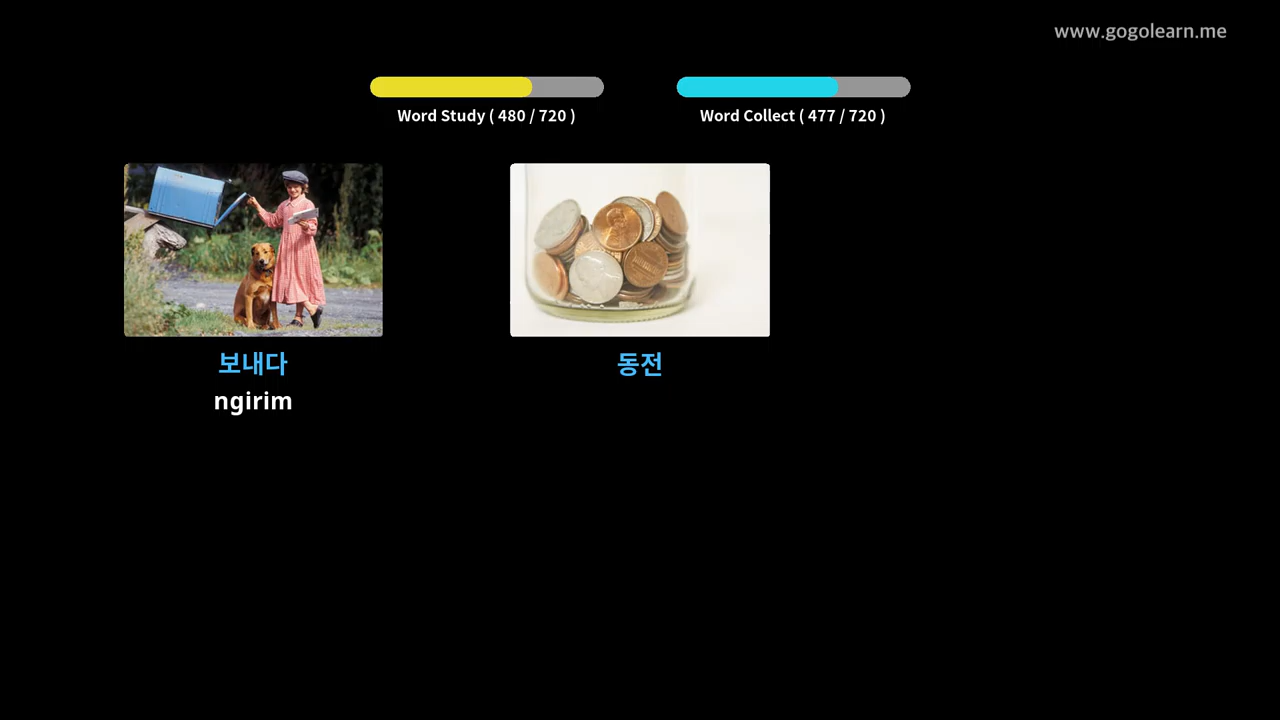 www.gogolearn.me
Word Study ( 480 / 720 )
Word Collect ( 477 / 720 )
보내다
ngirim
동전